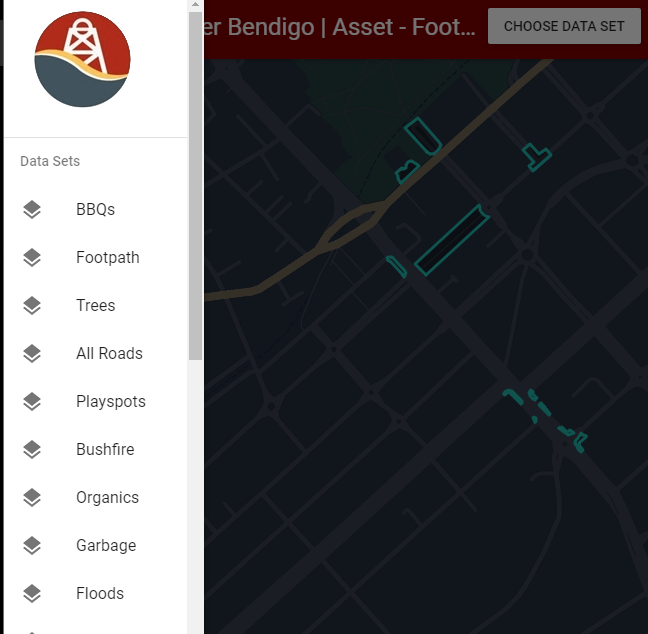 er Bendigo | Asset - Foot...
CHOOSE DATA SET
Data Sets
BBQs
Footpath
Trees
All Roads
Playspots
Bushfire
Organics
Garbage
Floods